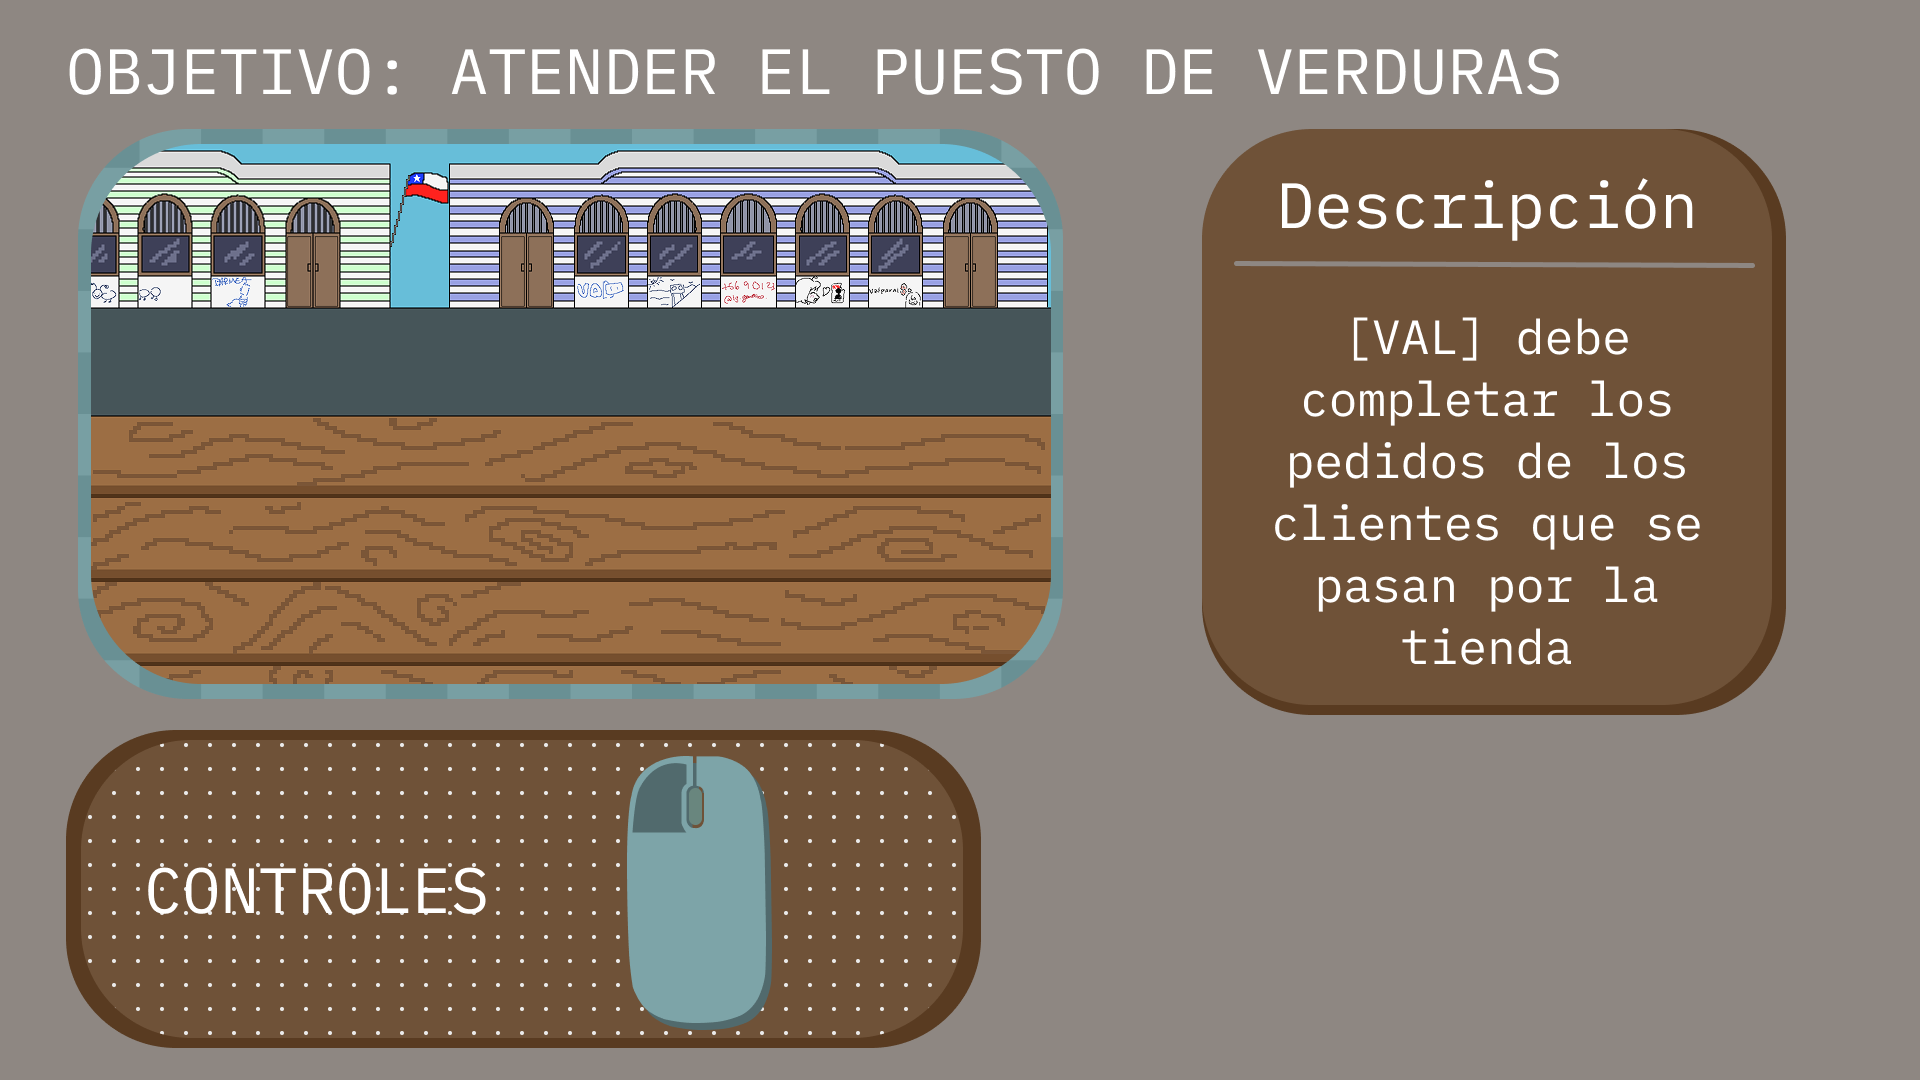 OBJETIVO: ATENDER EL PUESTO DE VERDURAS
Descripción
[VAL] debe
completar los
pedidos de los
clientes que se
pasan por la
tienda
CONTROLES